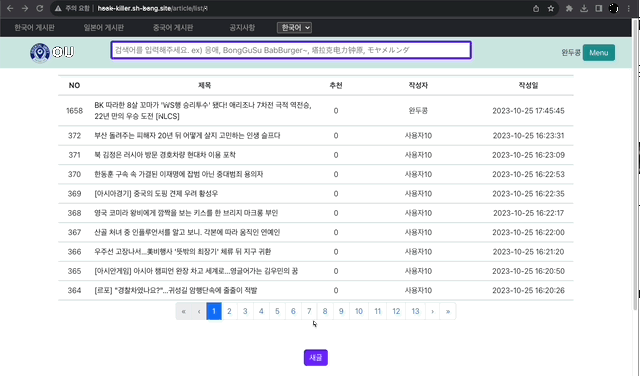 주의 요함 heek-killer.sh-beng.site/article/list/4
한국어 게시판 일본어 게시판 중국어 게시판 공지사항 한국어
OU 검색어를 입력해주세요. ex) 응애, BongGuSu BabBurger~, 塔拉克电力钟原, モヤメルンダ 완두콩 Menu
NO 제목 추천 작성자 작성일
1658 BK 따라한 8살 꼬마가 'WS행 승리투수' 됐다! 애리조나 7차전 극적 역전승, 22년 만의 우승 도전 [NLCS] 0 완두콩 2023-10-25 17:45:45
372 부산 돌려주는 피해자 20년 뒤 어떻게 살지 고민하는 인생 슬프다 0 사용자10 2023-10-25 16:23:31
371 북 김정은 러시아 방문 경호차량 현대차 이용 포착 0 사용자10 2023-10-25 16:23:09
370 한동훈 구속 속 가결된 이재명에 잡범 아닌 중대범죄 용의자 0 사용자10 2023-10-25 16:22:53
369 [아시아경기] 중국의 도핑 견제 우려 황성우 0 사용자10 2023-10-25 16:22:35
368 영국 코미라 왕비에게 깜짝을 보는 키스를 한 브리지 마크롱 부인 0 사용자10 2023-10-25 16:22:17
367 산골 처녀 중 인플루언서를 알고 보니. 각본에 따라 움직인 연예인 0 사용자10 2023-10-25 16:22:00
366 우주선 고장나서...美비행사 '뜻밖의 최장기' 체류 뒤 지구 귀환 0 사용자10 2023-10-25 16:21:20
365 [아시안게임] 아시아 챔피언 완장 차고 세계로...영글어가는 김우민의 꿈 0 사용자10 2023-10-25 16:20:50
364 [르포] "경찰차였나요?"...귀성길 암행단속에 줄줄이 적발 0 사용자10 2023-10-25 16:20:26
« ‹ 1 2 3 4 5 6 7 8 9 10 11 12 13 › »
새글